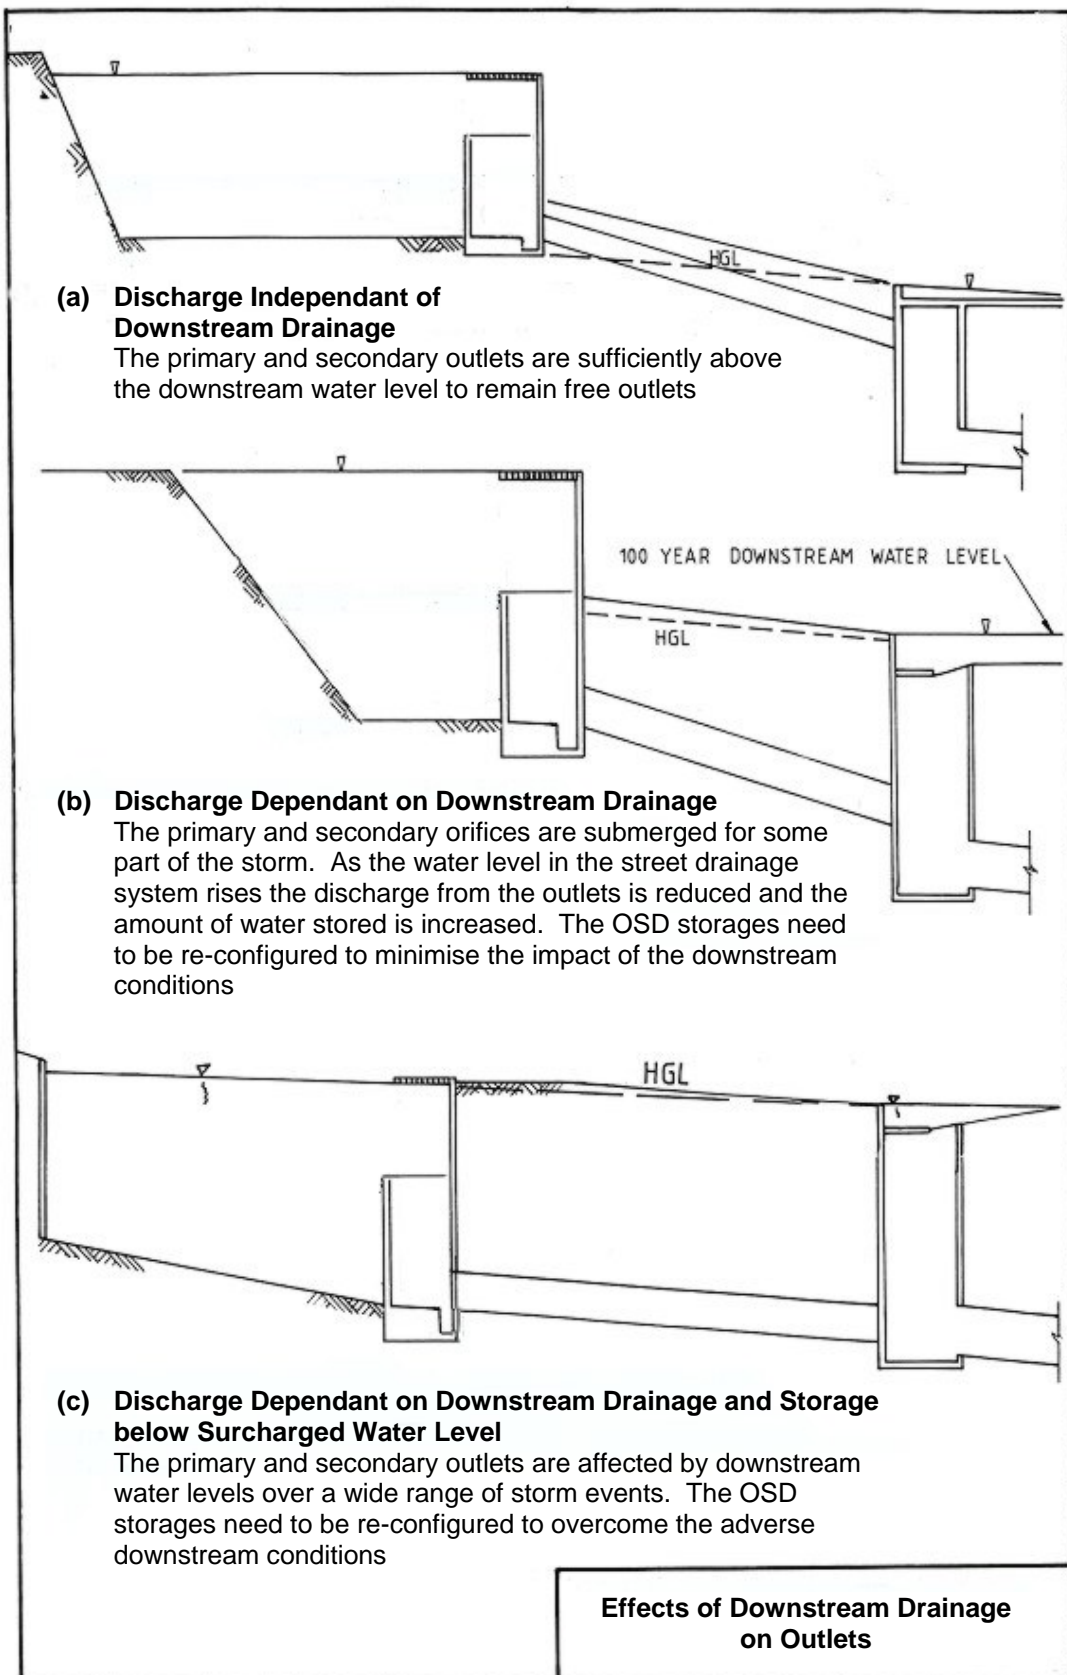 HGL
(a) Discharge Independant of
Downstream Drainage
The primary and secondary outlets are sufficiently above
the downstream water level to remain free outlets
100 YEAR DOWNSTREAM WATER LEVEL
HGL
(b) Discharge Dependant on Downstream Drainage
The primary and secondary orifices are submerged for some
part of the storm. As the water level in the street drainage
system rises the discharge from the outlets is reduced and the
amount of water stored is increased. The OSD storages need
to be re-configured to minimise the impact of the downstream
conditions
HGL
(c) Discharge Dependant on Downstream Drainage and Storage
below Surcharged Water Level
The primary and secondary outlets are affected by downstream
water levels over a wide range of storm events. The OSD
storages need to be re-configured to overcome the adverse
downstream conditions
Effects of Downstream Drainage
on Outlets